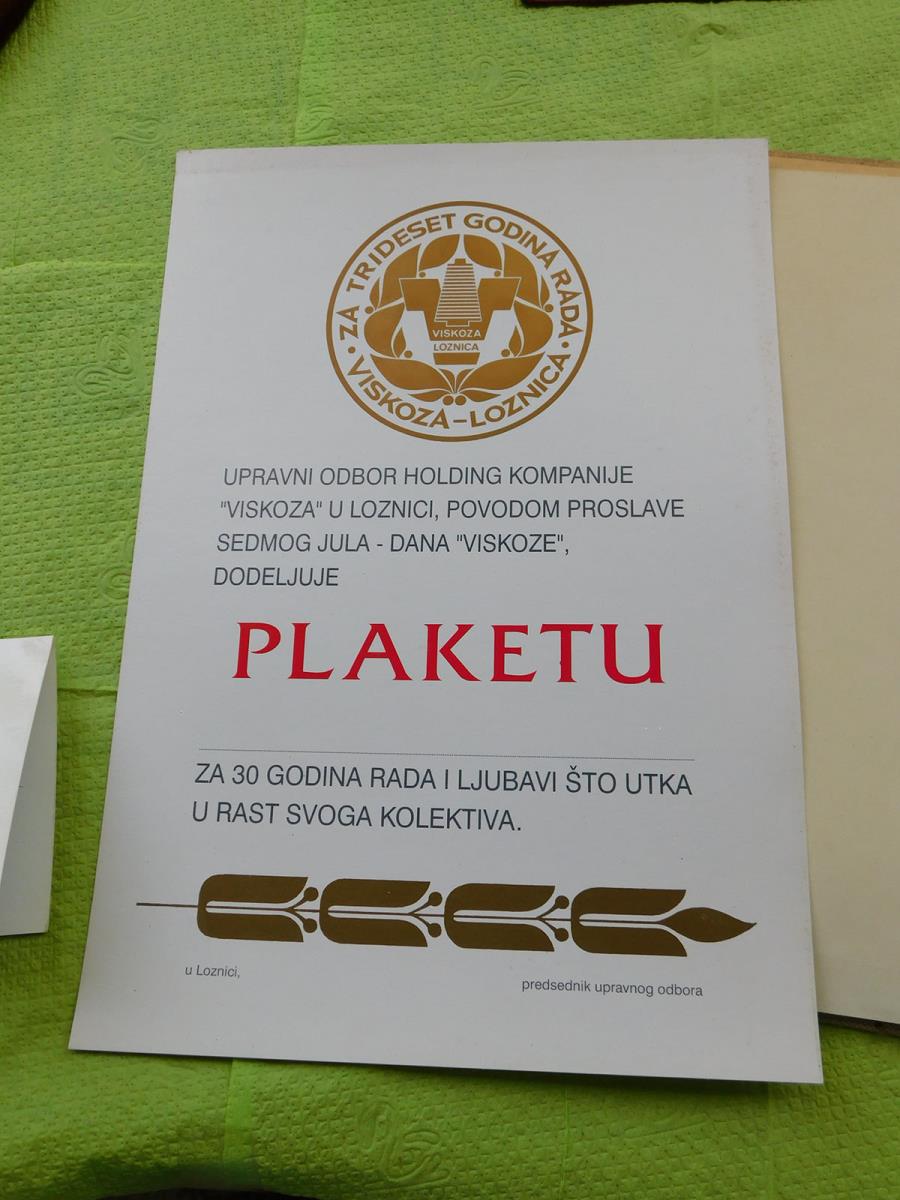 ZA TRIDESET GODINA RADA
VISKOZA
LOZNICA
• VISKOZA-LOZNICA •
UPRAVNI ODBOR HOLDING KOMPANIJE
"VISKOZA" U LOZNICI, POVODOM PROSLAVE
SEDMOG JULA - DANA "VISKOZE",
DODELJUJE
PLAKETU
ZA 30 GODINA RADA I LJUBAVI ŠTO UTKA
U RAST SVOGA KOLEKTIVA.
u Loznici,
predsednik upravnog odbora